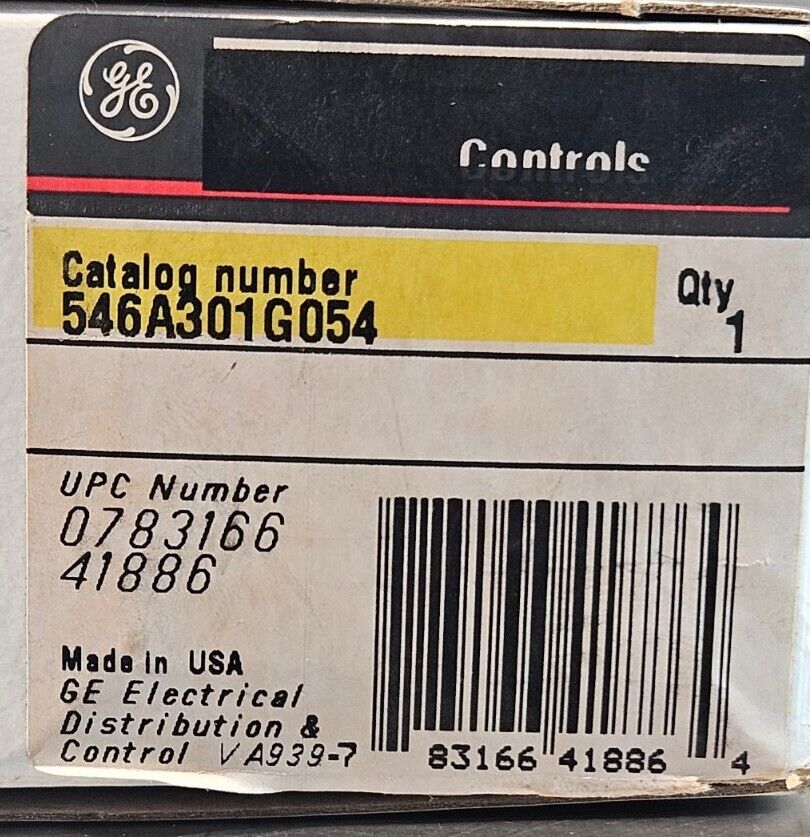 GE
Controls
Catalog number
546A301G054
Qty
1
UPC Number
0783166
41886
Made in USA
GE Electrical
Distribution &
Control VA939-7
83166 41886 4